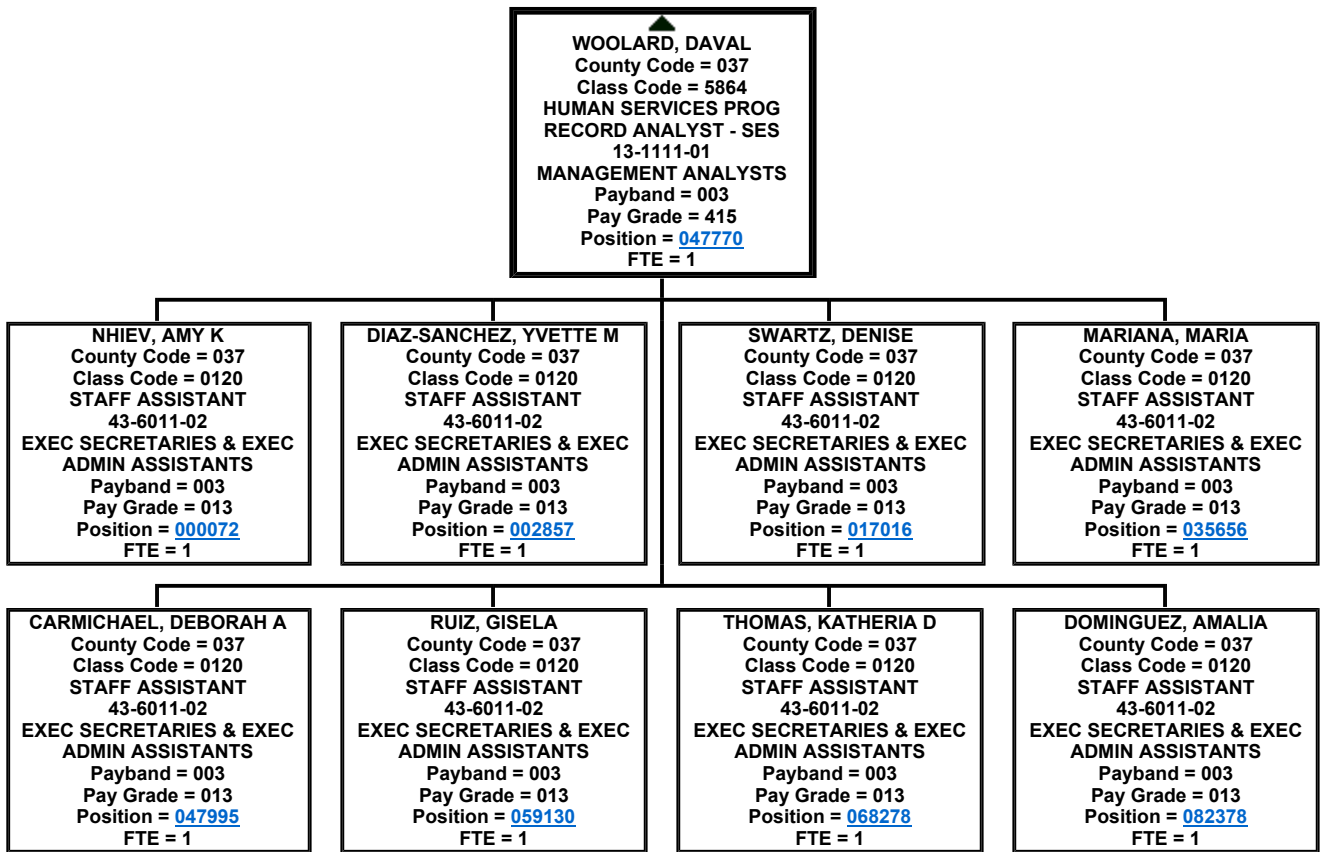 WOOLARD, DAVAL
County Code = 037
Class Code = 5864
HUMAN SERVICES PROG
RECORD ANALYST - SES
13-1111-01
MANAGEMENT ANALYSTS
Payband = 003
Pay Grade = 415
Position = 047770
FTE = 1
NHIEV, AMY K
County Code = 037
Class Code = 0120
STAFF ASSISTANT
43-6011-02
EXEC SECRETARIES & EXEC
ADMIN ASSISTANTS
Payband = 003
Pay Grade = 013
Position = 000072
FTE = 1
DIAZ-SANCHEZ, YVETTE M
County Code = 037
Class Code = 0120
STAFF ASSISTANT
43-6011-02
EXEC SECRETARIES & EXEC
ADMIN ASSISTANTS
Payband = 003
Pay Grade = 013
Position = 002857
FTE = 1
SWARTZ, DENISE
County Code = 037
Class Code = 0120
STAFF ASSISTANT
43-6011-02
EXEC SECRETARIES & EXEC
ADMIN ASSISTANTS
Payband = 003
Pay Grade = 013
Position = 017016
FTE = 1
MARIANA, MARIA
County Code = 037
Class Code = 0120
STAFF ASSISTANT
43-6011-02
EXEC SECRETARIES & EXEC
ADMIN ASSISTANTS
Payband = 003
Pay Grade = 013
Position = 035656
FTE = 1
CARMICHAEL, DEBORAH A
County Code = 037
Class Code = 0120
STAFF ASSISTANT
43-6011-02
EXEC SECRETARIES & EXEC
ADMIN ASSISTANTS
Payband = 003
Pay Grade = 013
Position = 047995
FTE = 1
RUIZ, GISELA
County Code = 037
Class Code = 0120
STAFF ASSISTANT
43-6011-02
EXEC SECRETARIES & EXEC
ADMIN ASSISTANTS
Payband = 003
Pay Grade = 013
Position = 059130
FTE = 1
THOMAS, KATHERIA D
County Code = 037
Class Code = 0120
STAFF ASSISTANT
43-6011-02
EXEC SECRETARIES & EXEC
ADMIN ASSISTANTS
Payband = 003
Pay Grade = 013
Position = 068278
FTE = 1
DOMINGUEZ, AMALIA
County Code = 037
Class Code = 0120
STAFF ASSISTANT
43-6011-02
EXEC SECRETARIES & EXEC
ADMIN ASSISTANTS
Payband = 003
Pay Grade = 013
Position = 082378
FTE = 1